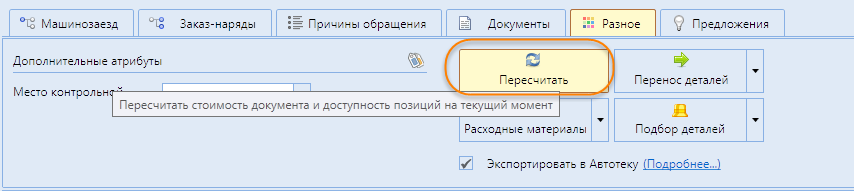 Машинозаезд Заказ-наряды Причины обращения Документы Разное Предложения
Дополнительные атрибуты
Пересчитать Перенос деталей
Место контрольной
Пересчитать стоимость документа и доступность позиций на текущий момент
Расходные материалы Подбор деталей
Экспортировать в Автотеку (Подробнее...)